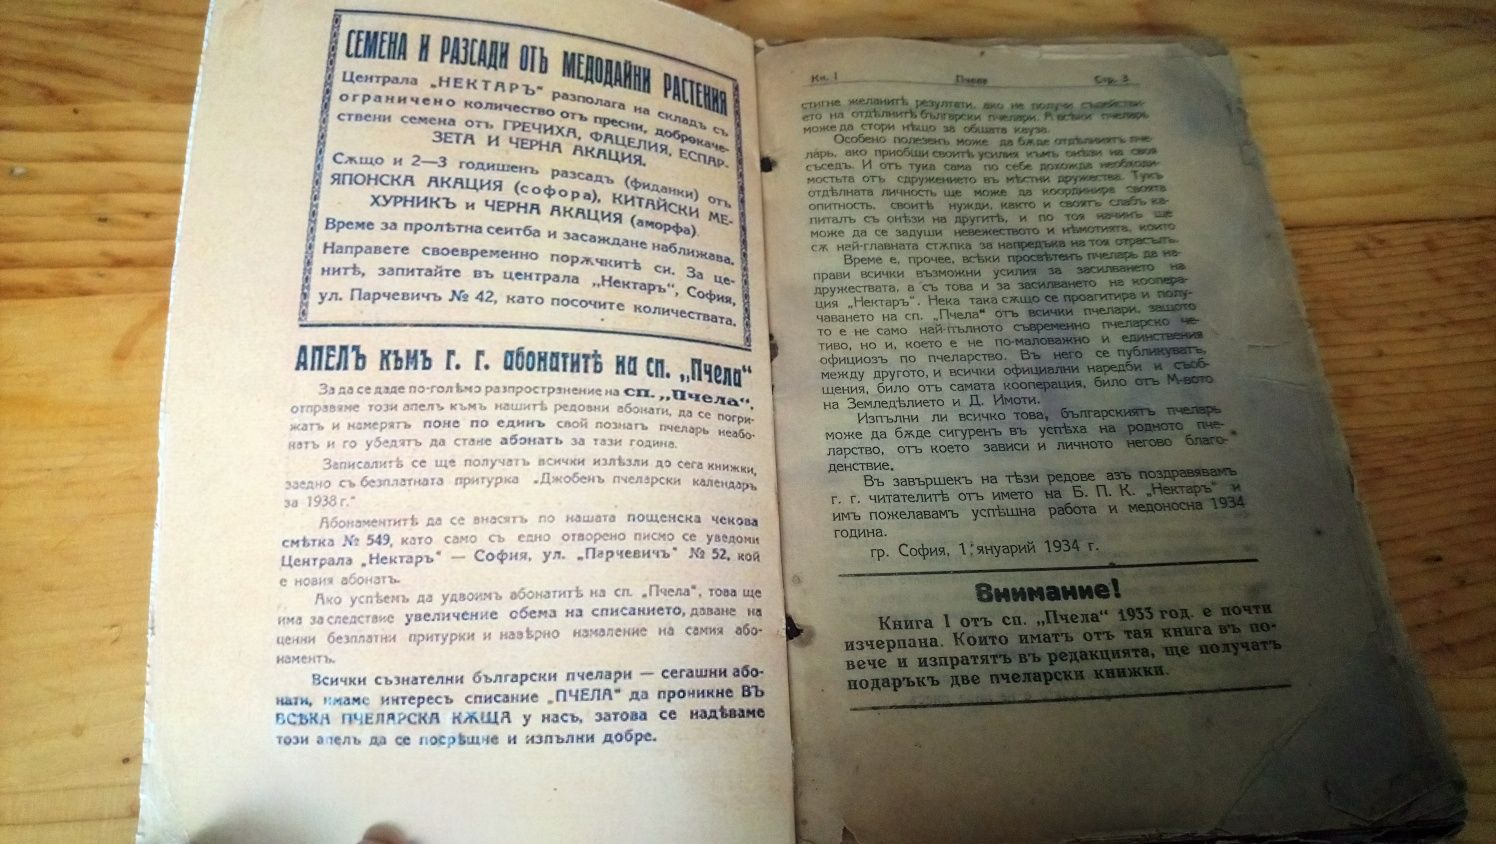 СЕМЕНА И РАЗСАДИ ОТЪ МЕДОДАЙНИ РАСТЕНИЯ
Централа „НЕКТАРЪ“ разполага на складъ съ
ограничено количество отъ пресни, доброкаче-
ствени семена отъ ГРЕЧИХА, ФАЦЕЛИЯ, ЕСПАР-
ЗЕТА И ЧЕРНА АКАЦИЯ.
Сѫщо и 2—3 годишенъ разсадъ (фиданки) отъ
ЯПОНСКА АКАЦИЯ (софора), КИТАЙСКИ МЕ-
ХУРНИКЪ и ЧЕРНА АКАЦИЯ (аморфа).
Време за пролѣтна сеитба и засаждане наближава.
Направете своевременно порѫчкитѣ си. За це-
нитѣ, запитайте въ централа „Нектаръ“, София,
ул. Парчевичъ № 42, като посочите количествата.
АПЕЛЪ къмъ г. г. абонатитѣ на сп. „Пчела“
За да се даде по-голѣмо разпространение на сп. „Пчела“,
отправяме този апелъ къмъ нашитѣ редовни абонати, да се погри-
жатъ и намерятъ поне по единъ свой познатъ пчеларь неабо-
натъ и го убедятъ да стане абонатъ за тази година.
Записалитѣ се ще получатъ всички излѣзли до сега книжки,
заедно съ безплатната притурка „Джобенъ пчеларски календаръ
за 1938 г.“
Абонаментитѣ да се внасятъ по нашата пощенска чекова
смѣтка № 549, като само съ едно отворено писмо се уведоми
Централа „Нектаръ“ — София, ул. „Парчевичъ“ № 52, кой
е новия абонатъ.
Ако успѣемъ да удвоимъ абонатитѣ на сп. „Пчела“, това ще
има за следствие увеличение обема на списанието, даване на
ценни безплатни притурки и навѣрно намаление на самия або-
наментъ.
Всички съзнателни български пчелари — сегашни або-
нати, имаме интересъ списание „ПЧЕЛА“ да проникне ВЪ
ВСѢКА ПЧЕЛАРСКА КѪЩА у насъ, затова се надѣваме
този апелъ да се посрѣщне и изпълни добре.
Кн. 1 Пчела Стр. 3
стигне желанитѣ резултати, ако не получи съдействи-
ето на отдѣлнитѣ български пчелари. А всѣки пчеларь
може да стори нѣщо за общата кауза.
Особено полезенъ може да бѫде отдѣлниятъ пче-
ларь, ако приобщи своитѣ усилия къмъ онѣзи на своя
съседъ. И отъ тука сама по себе дохожда необходи-
мостьта отъ сдружението въ мѣстни дружества. Тукъ
отдѣлната личность ще може да координира своята
опитность, своитѣ нужди, както и своятъ слабъ ка-
питалъ съ онѣзи на другитѣ, и по тоя начинъ ще
може да се задуши невежеството и нѣмотията, които
сѫ най-главната стѫпка за напредъка на тоя отрасълъ.
Време е, прочее, всѣки просвѣтенъ пчеларь да на-
прави всички възможни усилия за засилването на
дружествата, а съ това и за засилването на коопера-
ция „Нектаръ“. Нека така сѫщо се проагитира и полу-
чаването на сп. „Пчела“ отъ всички пчелари, защото
то е не само най-пълното съвременно пчеларско че-
тиво, но и, което е не по-маловажно и единствения
официозъ по пчеларство. Въ него се публикуватъ,
между другото, и всички официални наредби и съоб-
щения, било отъ самата кооперация, било отъ М-вото
на Земледѣлието и Д. Имоти.
Изпълни ли всичко това, българскиятъ пчеларь
може да бѫде сигуренъ въ успѣха на родното пче-
ларство, отъ което зависи и личното негово благо-
денствие.
Въ завършекъ на тѣзи редове азъ поздравявамъ
г. г. читателитѣ отъ името на Б. П. К. „Нектаръ“ и
имъ пожелавамъ успѣшна работа и медоносна 1934
година.
гр. София, 1 януарий 1934 г.
Внимание!
Книга I отъ сп. „Пчела“ 1933 год. е почти
изчерпана. Които иматъ отъ тая книга въ по-
вече и изпратятъ въ редакцията, ще получатъ
подаръкъ две пчеларски книжки.